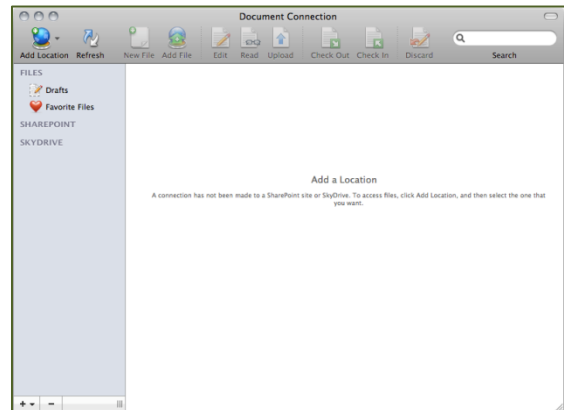 Document Connection
Add Location Refresh New File Add File Edit Read Upload Check Out Check In Discard Search
FILES
Drafts
Favorite Files
SHAREPOINT
SKYDRIVE
Add a Location
A connection has not been made to a SharePoint site or SkyDrive. To access files, click Add Location, and then select the one that
you want.